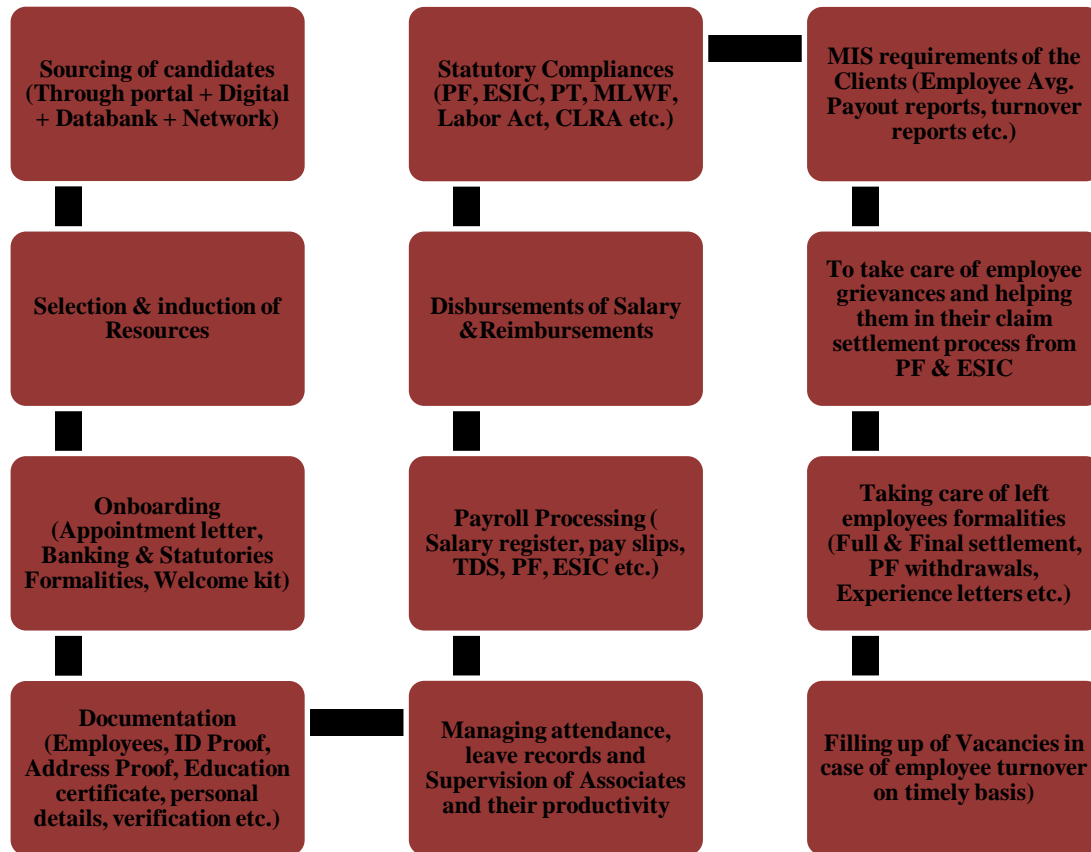 Sourcing of candidates
(Through portal + Digital
+ Databank + Network)
Selection & induction of
Resources
Onboarding
(Appointment letter,
Banking & Statutories
Formalities, Welcome kit)
Documentation
(Employees, ID Proof,
Address Proof, Education
certificate, personal
details, verification etc.)
Managing attendance,
leave records and
Supervision of Associates
and their productivity
Payroll Processing (
Salary register, pay slips,
TDS, PF, ESIC etc.)
Disbursements of Salary
&Reimbursements
Statutory Compliances
(PF, ESIC, PT, MLWF,
Labor Act, CLRA etc.)
MIS requirements of the
Clients (Employee Avg.
Payout reports, turnover
reports etc.)
To take care of employee
grievances and helping
them in their claim
settlement process from
PF & ESIC
Taking care of left
employees formalities
(Full & Final settlement,
PF withdrawals,
Experience letters etc.)
Filling up of Vacancies in
case of employee turnover
on timely basis)